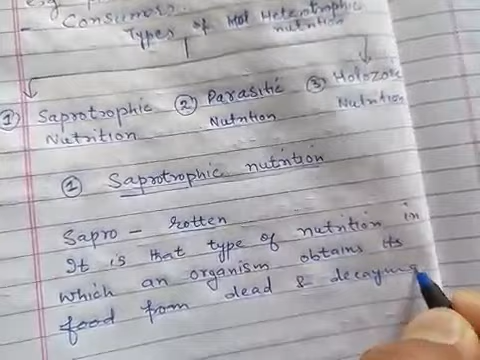 - Consumers.
Types of Heterotrophic
nutrition
① Saprotrophic ② Parasitic ③ Holozoic
Nutrition Nutrition Nutrition
① Saprotrophic nutrition
Sapro - rotten
It is that type of nutrition in
which an organism obtains its
food from dead & decaying